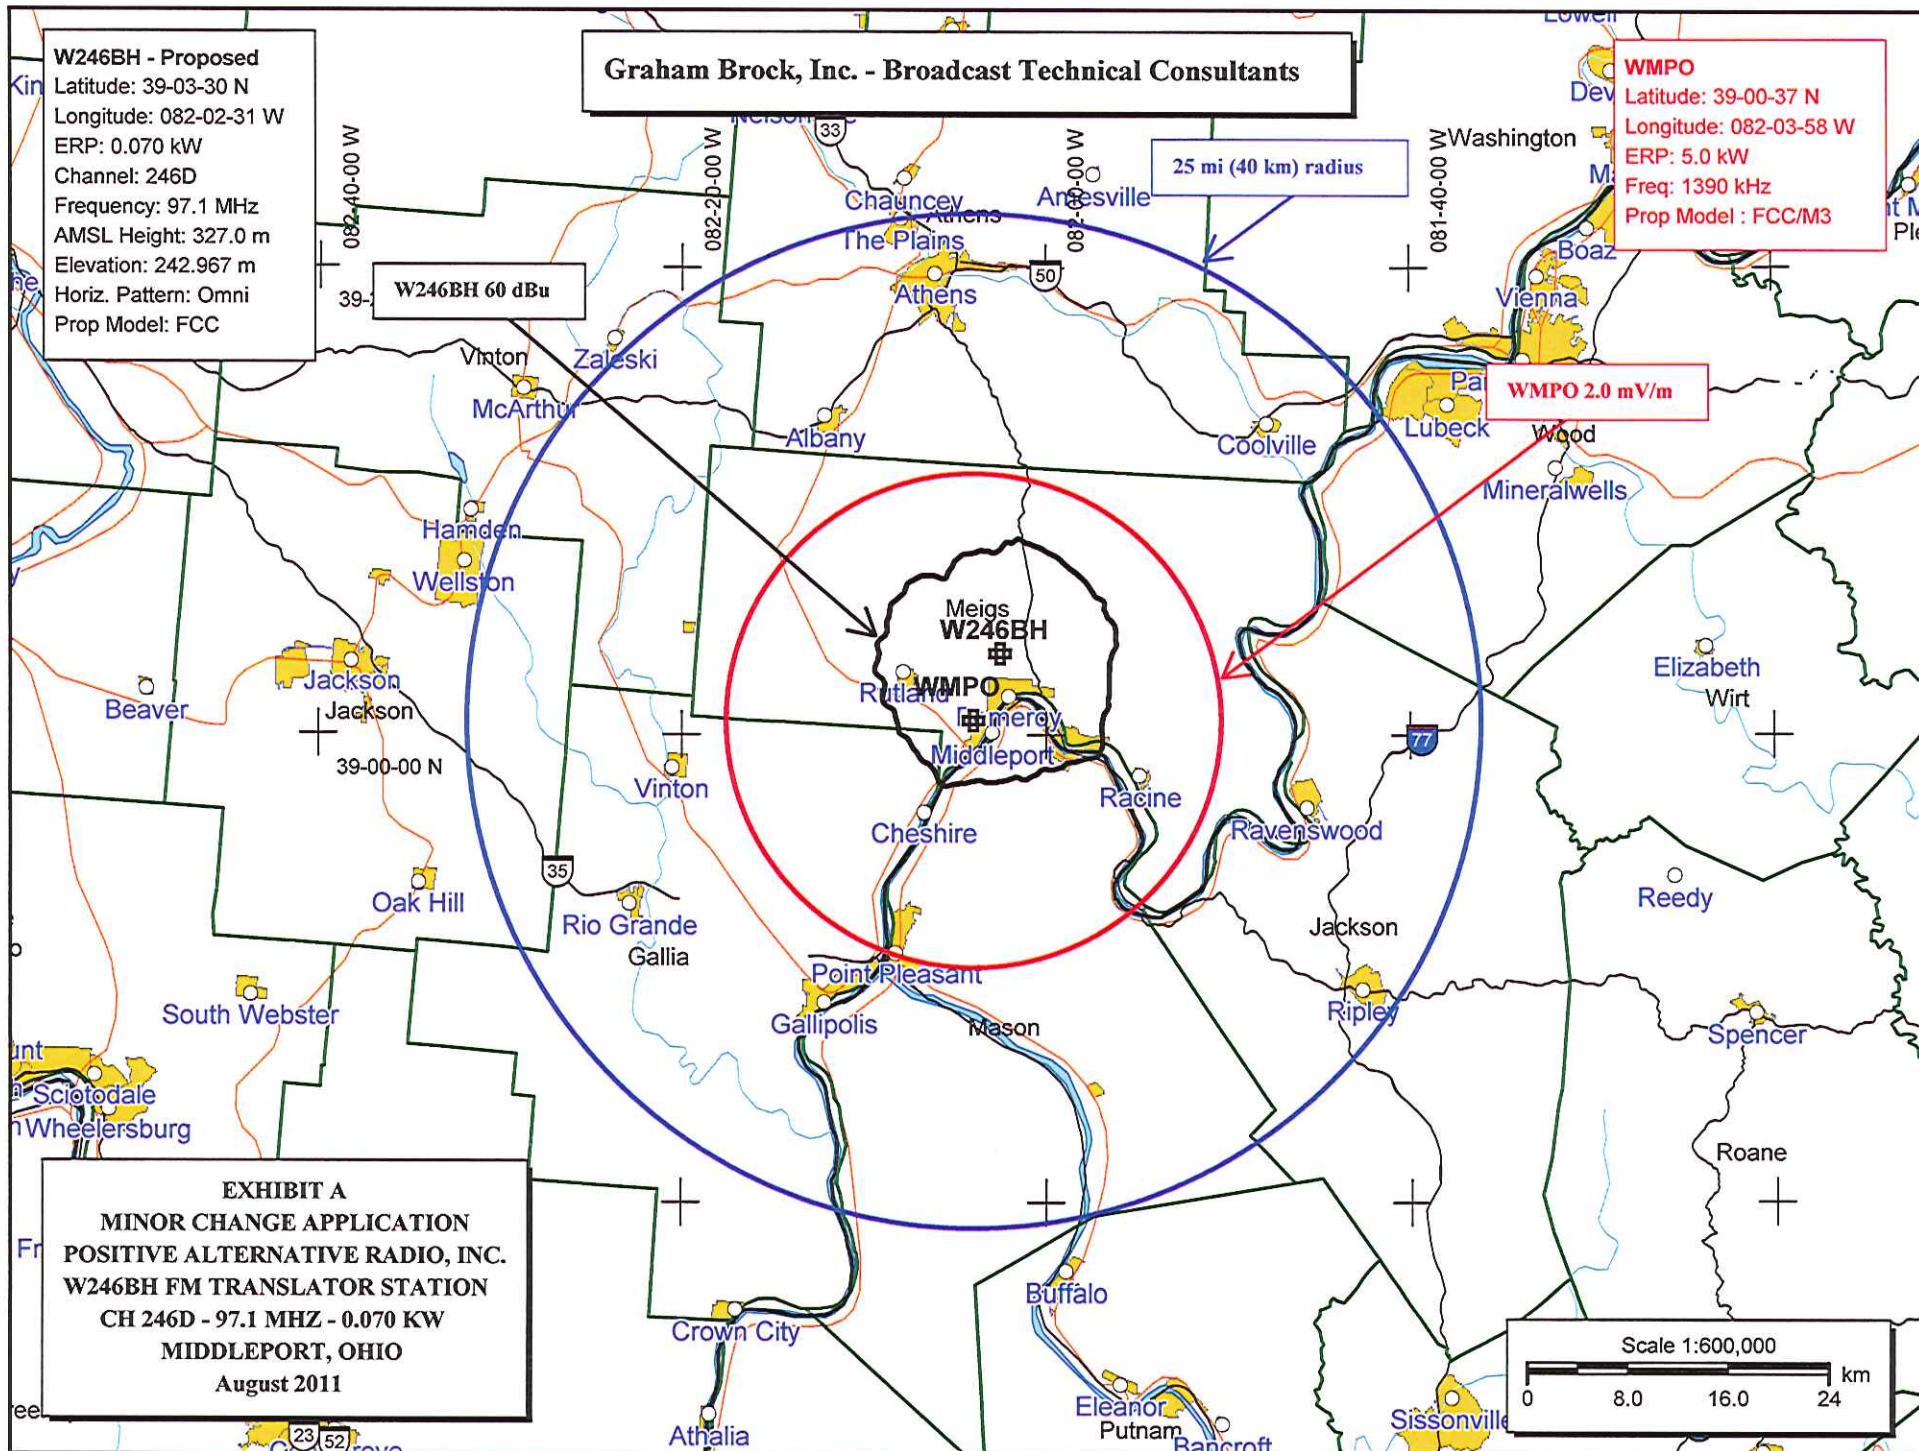 W246BH - Proposed
Latitude: 39-03-30 N
Longitude: 082-02-31 W
ERP: 0.070 kW
Channel: 246D
Frequency: 97.1 MHz
AMSL Height: 327.0 m
Elevation: 242.967 m
Horiz. Pattern: Omni
Prop Model: FCC
Graham Brock, Inc. - Broadcast Technical Consultants
WMPO
Latitude: 39-00-37 N
Longitude: 082-03-58 W
ERP: 5.0 kW
Freq: 1390 kHz
Prop Model : FCC/M3
Lowell
33
Washington
082-40-00 W
082-20-00 W
082-00-00 W
081-40-00 W
25 mi (40 km) radius
Chauncey
Athens
Amesville
The Plains
Boaz
50
Athens
Vienna
W246BH 60 dBu
Vinton
Zaleski
McArthur
WMPO 2.0 mV/m
Albany
Coolville
Lubeck
Wood
Mineralwells
Hamden
Wellston
Meigs
W246BH
Elizabeth
Wirt
Jackson
Jackson
Beaver
Rutland
WMPO
Pomeroy
Middleport
77
39-00-00 N
Vinton
Racine
Cheshire
Ravenswood
35
Oak Hill
Rio Grande
Gallia
Reedy
Jackson
Point Pleasant
South Webster
Gallipolis
Mason
Ripley
Spencer
Sciotodale
Wheelersburg
Roane
EXHIBIT A
MINOR CHANGE APPLICATION
POSITIVE ALTERNATIVE RADIO, INC.
W246BH FM TRANSLATOR STATION
CH 246D - 97.1 MHZ - 0.070 KW
MIDDLEPORT, OHIO
August 2011
Buffalo
Crown City
Scale 1:600,000
0 8.0 16.0 24 km
Eleanor
Putnam
Sissonville
Athalia
Bancroft
23
52